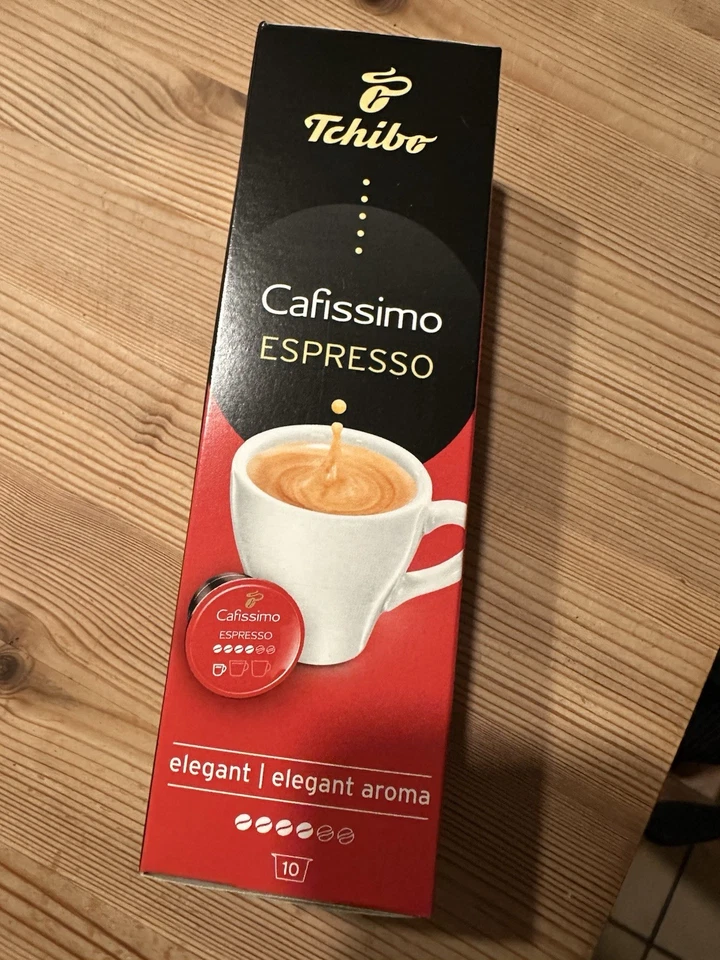 Tchibo
Cafissimo
ESPRESSO
Cafissimo
ESPRESSO
elegant | elegant aroma
10